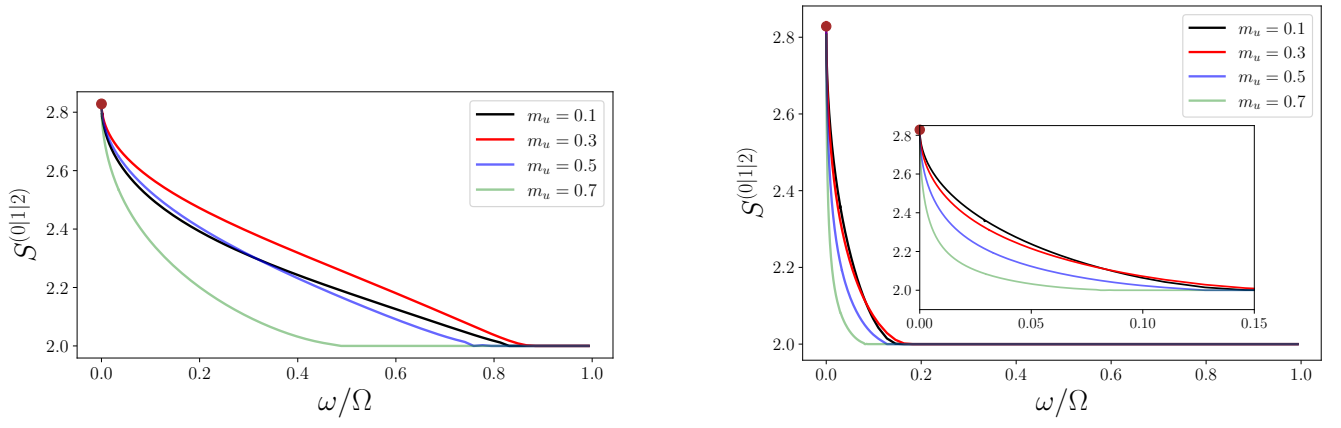 S^{(0|1|2)}
2.8
2.6
2.4
2.2
2.0
0.0 0.2 0.4 0.6 0.8 1.0
ω/Ω
m_u = 0.1
m_u = 0.3
m_u = 0.5
m_u = 0.7
S^{(0|1|2)}
2.8
2.6
2.4
2.2
2.0
0.0 0.2 0.4 0.6 0.8 1.0
ω/Ω
m_u = 0.1
m_u = 0.3
m_u = 0.5
m_u = 0.7
2.8
2.6
2.4
2.2
2.0
0.00 0.05 0.10 0.15